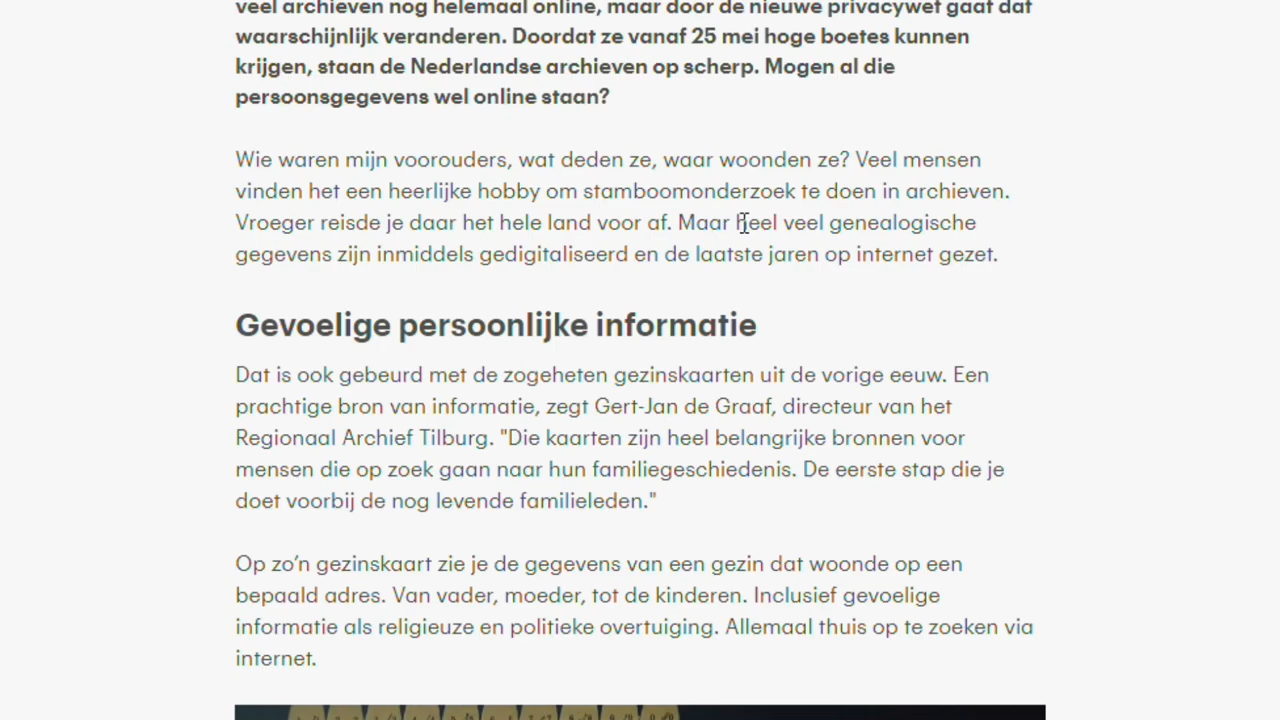 veel archieven nog helemaal online, maar door de nieuwe privacywet gaat dat
waarschijnlijk veranderen. Doordat ze vanaf 25 mei hoge boetes kunnen
krijgen, staan de Nederlandse archieven op scherp. Mogen al die
persoonsgegevens wel online staan?
Wie waren mijn voorouders, wat deden ze, waar woonden ze? Veel mensen
vinden het een heerlijke hobby om stamboomonderzoek te doen in archieven.
Vroeger reisde je daar het hele land voor af. Maar heel veel genealogische
gegevens zijn inmiddels gedigitaliseerd en de laatste jaren op internet gezet.
Gevoelige persoonlijke informatie
Dat is ook gebeurd met de zogeheten gezinskaarten uit de vorige eeuw. Een
prachtige bron van informatie, zegt Gert-Jan de Graaf, directeur van het
Regionaal Archief Tilburg. "Die kaarten zijn heel belangrijke bronnen voor
mensen die op zoek gaan naar hun familiegeschiedenis. De eerste stap die je
doet voorbij de nog levende familieleden."
Op zo’n gezinskaart zie je de gegevens van een gezin dat woonde op een
bepaald adres. Van vader, moeder, tot de kinderen. Inclusief gevoelige
informatie als religieuze en politieke overtuiging. Allemaal thuis op te zoeken via
internet.